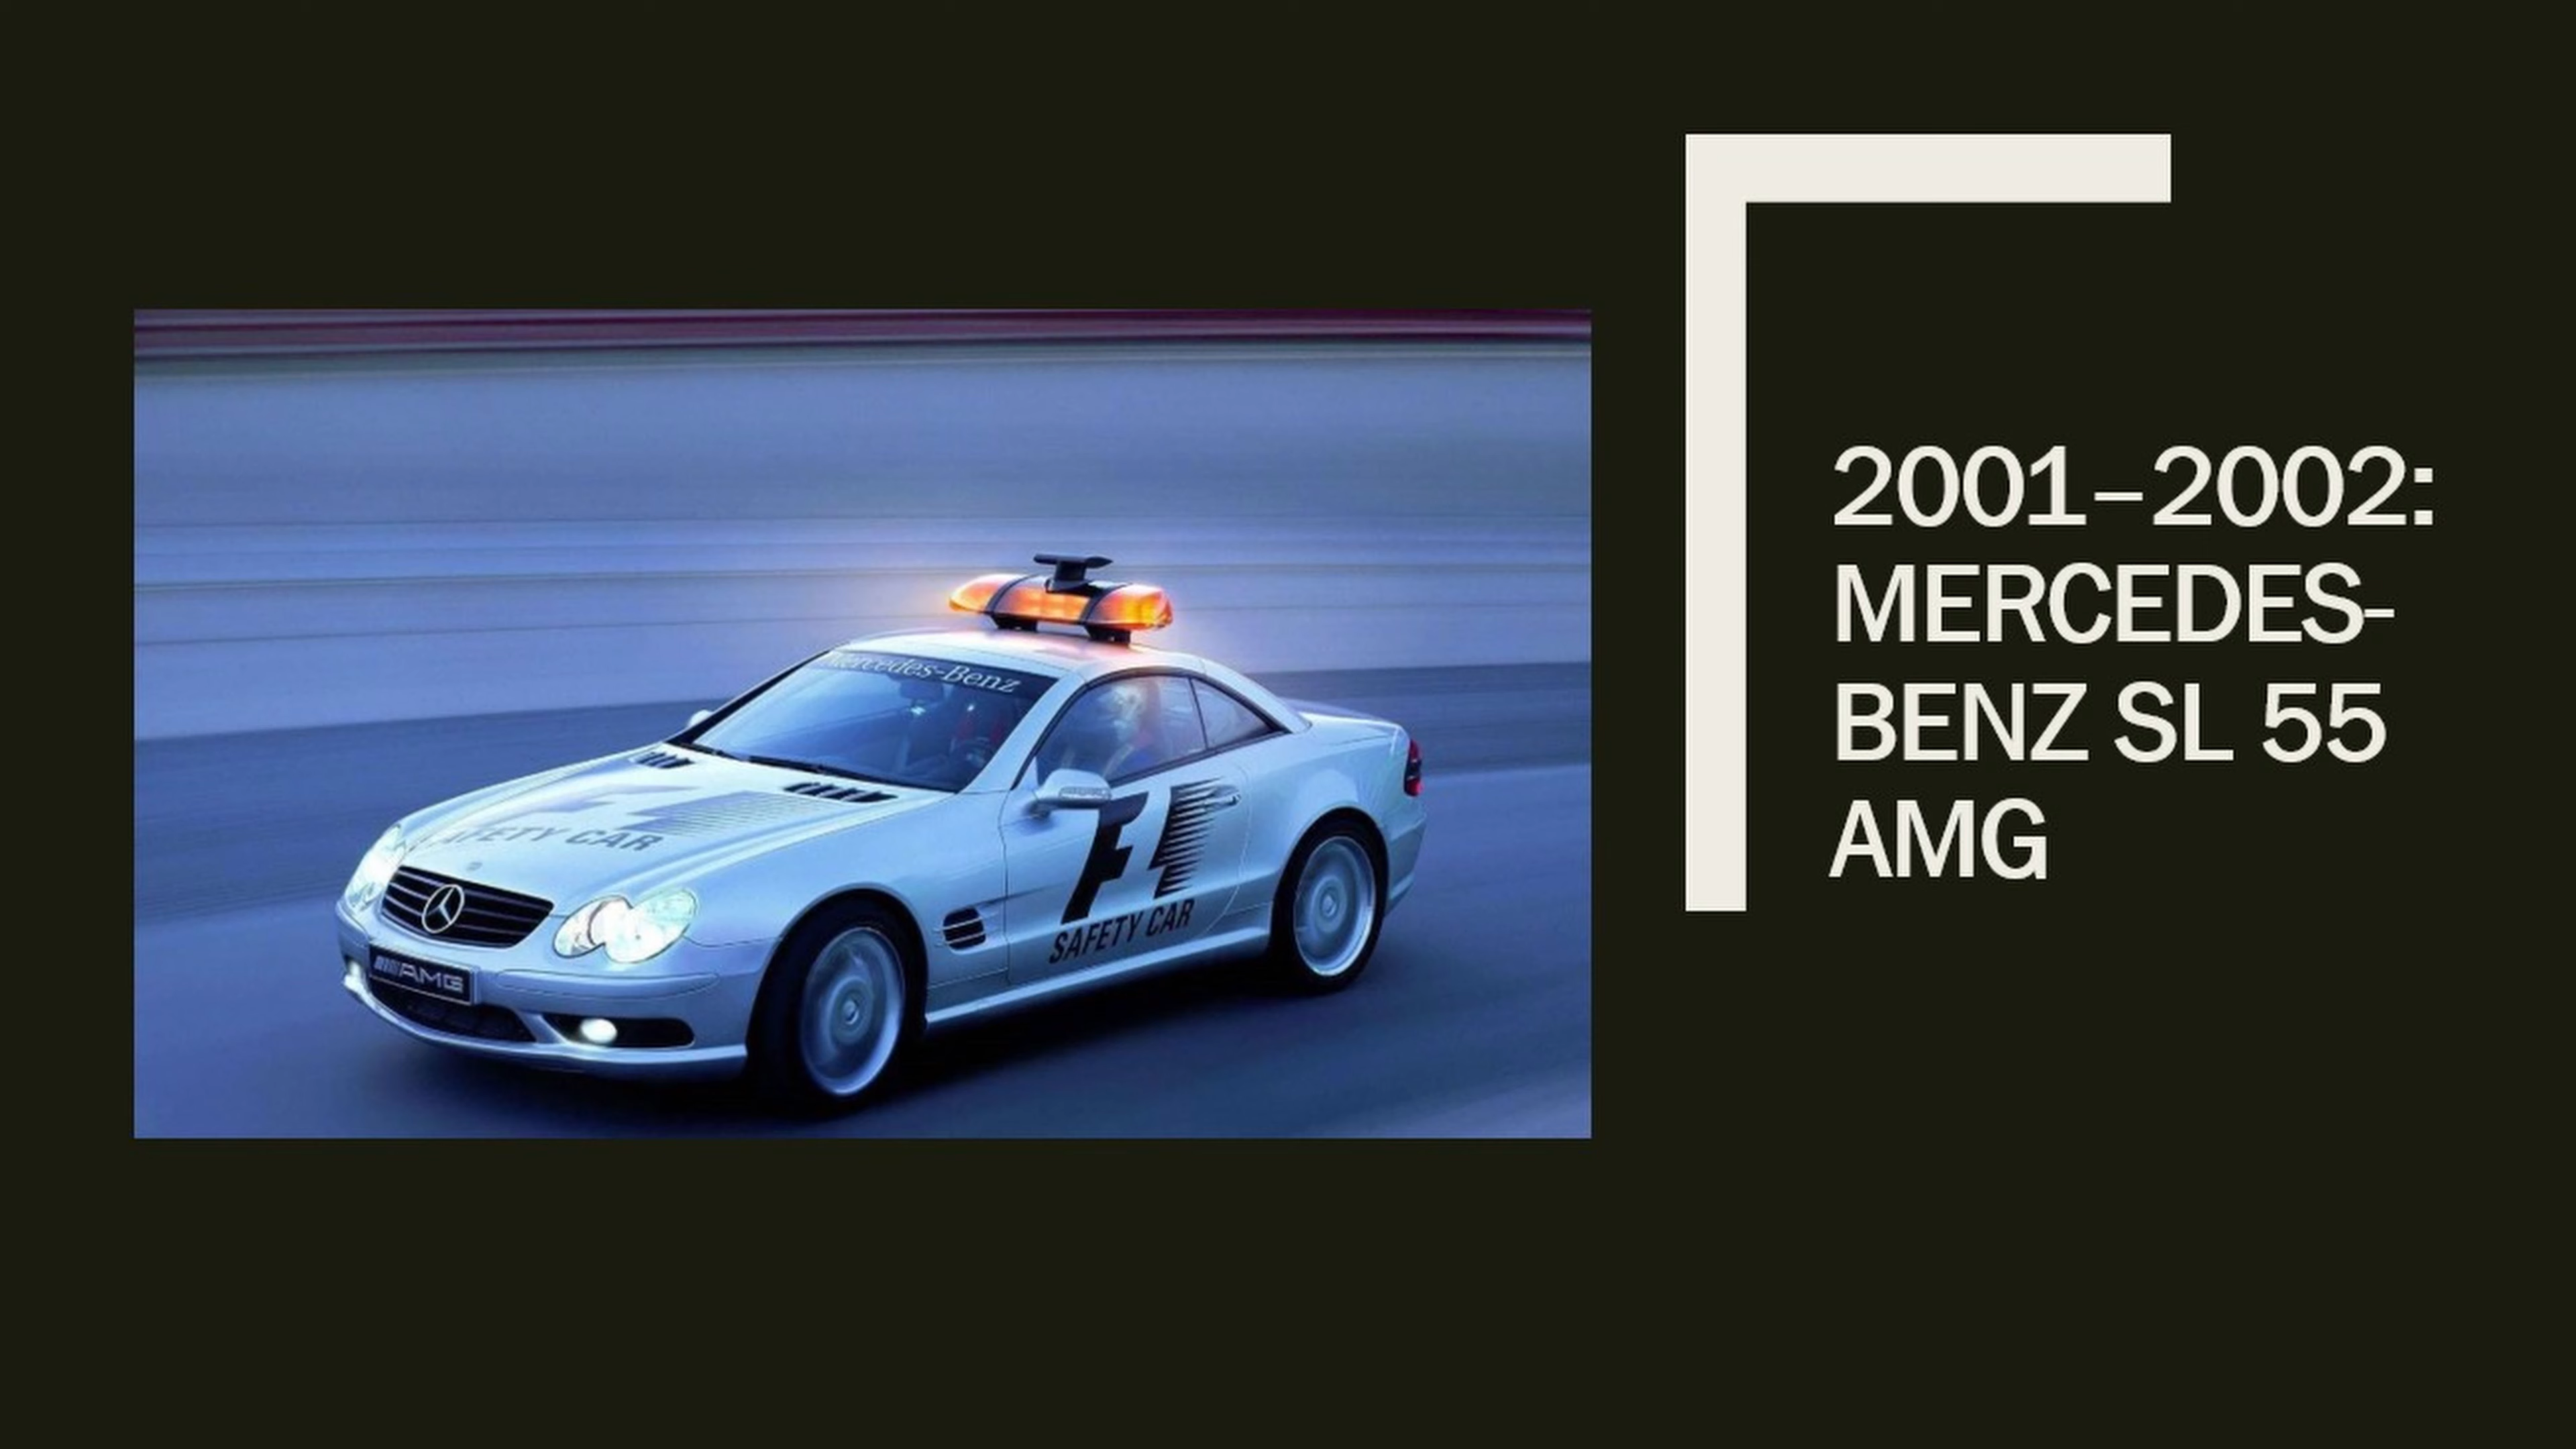 2001–2002:
MERCEDES-
BENZ SL 55
AMG
Mercedes-Benz
SAFETY CAR
AMG
F1
SAFETY CAR